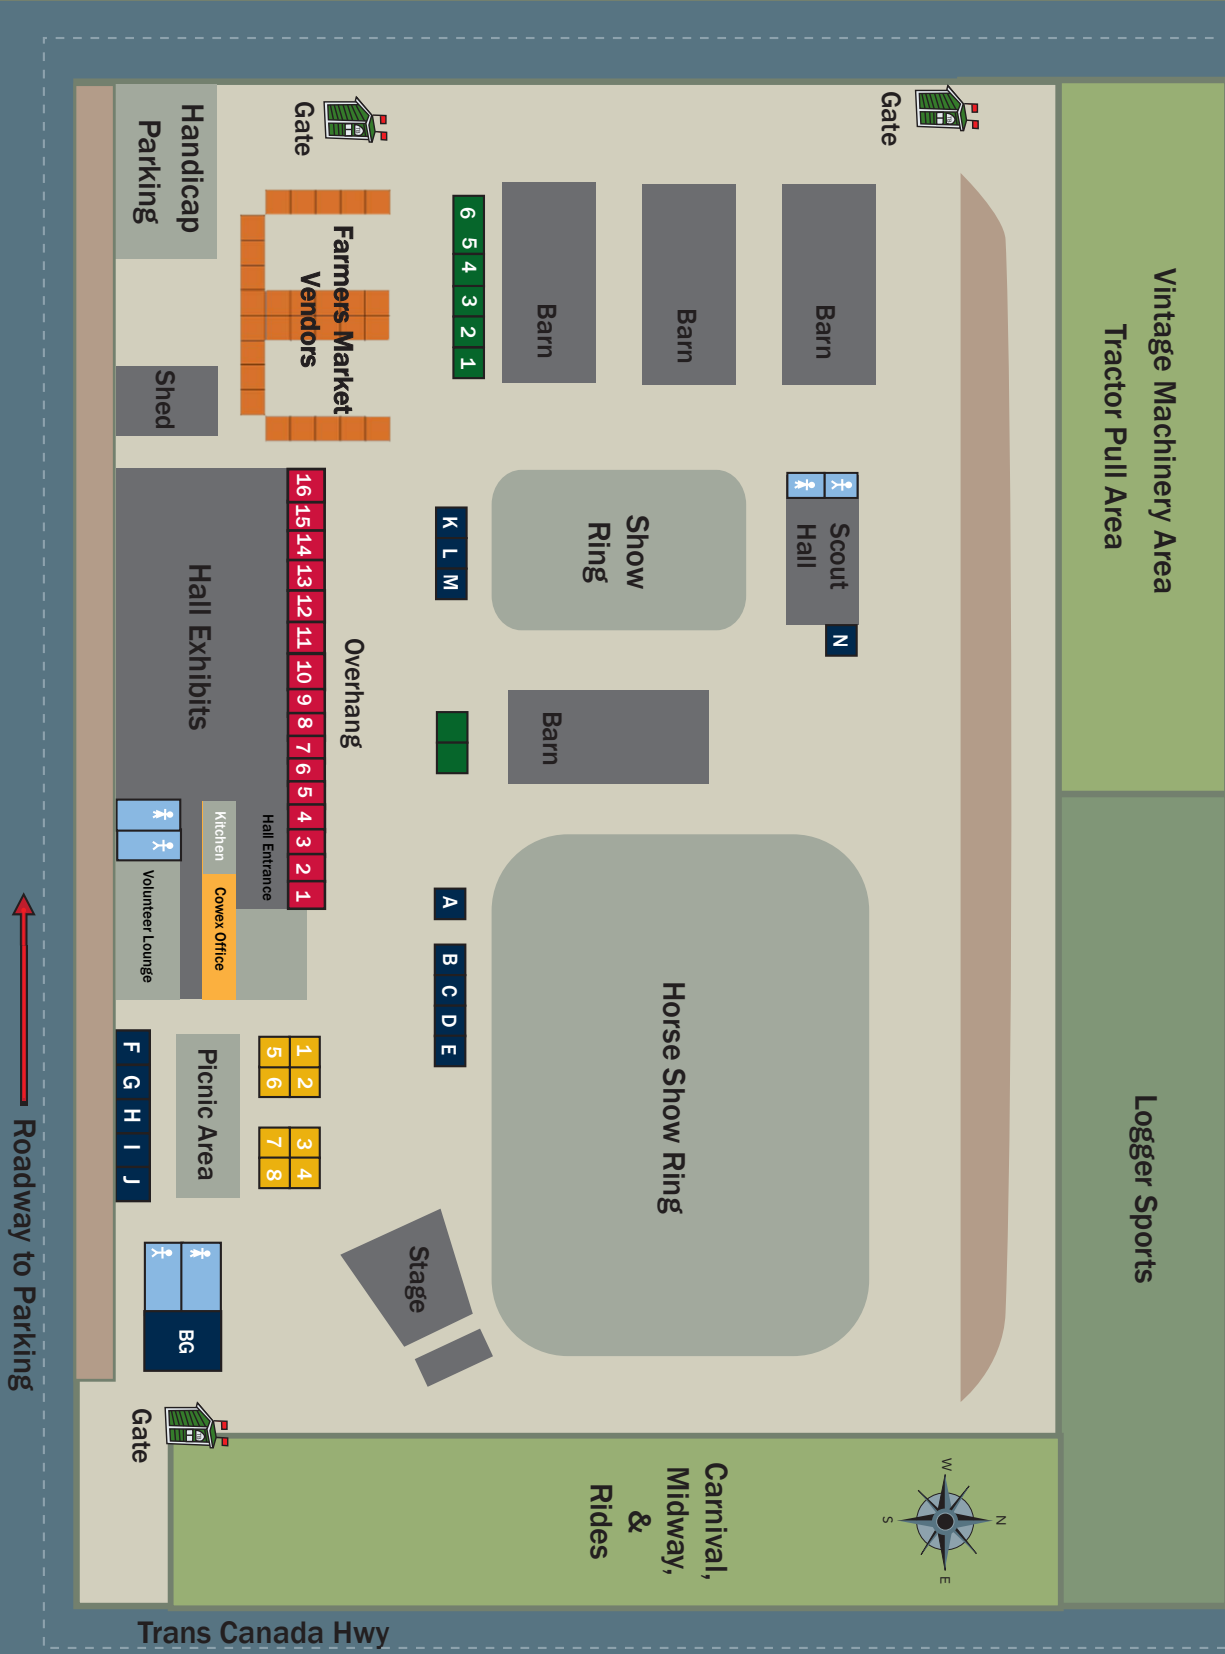 Vintage Machinery Area
Tractor Pull Area
Logger Sports
Gate
Barn
Barn
Barn
6 5 4 3 2 1
Gate
Farmers Market
Vendors
Handicap
Parking
Shed
Scout
Hall
N
Show
Ring
K L M
Barn
Overhang
16 15 14 13 12 11 10 9 8 7 6 5 4 3 2 1
Hall Exhibits
Hall Entrance
Kitchen
Cowex Office
Volunteer Lounge
Horse Show Ring
A
B C D E
1 2
5 6
3 4
7 8
Picnic Area
F G H I J
Stage
BG
Gate
Carnival,
Midway,
&
Rides
N
W
E
S
Roadway to Parking
Trans Canada Hwy